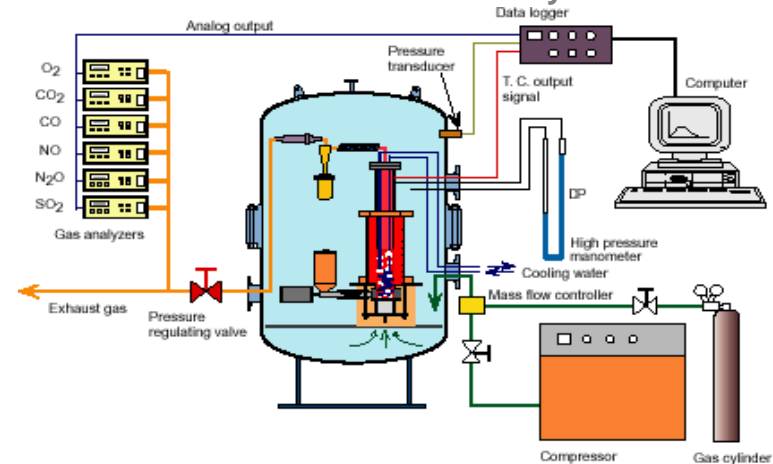 Data logger
Analog output
Pressure
transducer
T. C. output
signal
Computer
O2
CO2
CO
NO
N2O
SO2
Gas analyzers
DP
High pressure
manometer
Cooling water
Mass flow controller
Exhaust gas
Pressure
regulating valve
Compressor
Gas cylinder